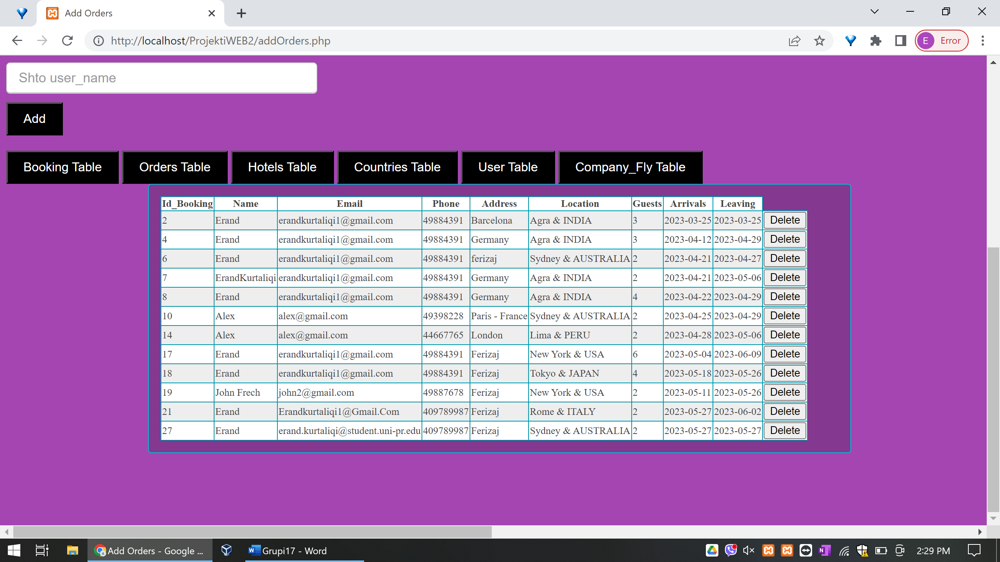 Add Orders
http://localhost/ProjektiWEB2/addOrders.php
E Error
Shto user_name
Add
Booking Table Orders Table Hotels Table Countries Table User Table Company_Fly Table
Id_Booking Name Email Phone Address Location Guests Arrivals Leaving
2 Erand erandkurtaliqi1@gmail.com 49884391 Barcelona Agra & INDIA 3 2023-03-25 2023-03-25 Delete
4 Erand erandkurtaliqi1@gmail.com 49884391 Germany Agra & INDIA 3 2023-04-12 2023-04-29 Delete
6 Erand erandkurtaliqi1@gmail.com 49884391 ferizaj Sydney & AUSTRALIA 2 2023-04-21 2023-04-27 Delete
7 ErandKurtaliqi erandkurtaliqi1@gmail.com 49884391 Germany Agra & INDIA 2 2023-04-21 2023-05-06 Delete
8 Erand erandkurtaliqi1@gmail.com 49884391 Germany Agra & INDIA 4 2023-04-22 2023-04-29 Delete
10 Alex alex@gmail.com 49398228 Paris - France Sydney & AUSTRALIA 2 2023-04-25 2023-04-29 Delete
14 Alex alex@gmail.com 44667765 London Lima & PERU 2 2023-04-28 2023-05-06 Delete
17 Erand erandkurtaliqi1@gmail.com 49884391 Ferizaj New York & USA 6 2023-05-04 2023-06-09 Delete
18 Erand erandkurtaliqi1@gmail.com 49884391 Ferizaj Tokyo & JAPAN 4 2023-05-18 2023-05-26 Delete
19 John Frech john2@gmail.com 49887678 Ferizaj New York & USA 2 2023-05-11 2023-05-26 Delete
21 Erand Erandkurtaliqi1@Gmail.Com 409789987 Ferizaj Rome & ITALY 2 2023-05-27 2023-06-02 Delete
27 Erand erand.kurtaliqi@student.uni-pr.edu 409789987 Ferizaj Sydney & AUSTRALIA 2 2023-05-27 2023-05-27 Delete
Add Orders - Google ... Grupi17 - Word 2:29 PM